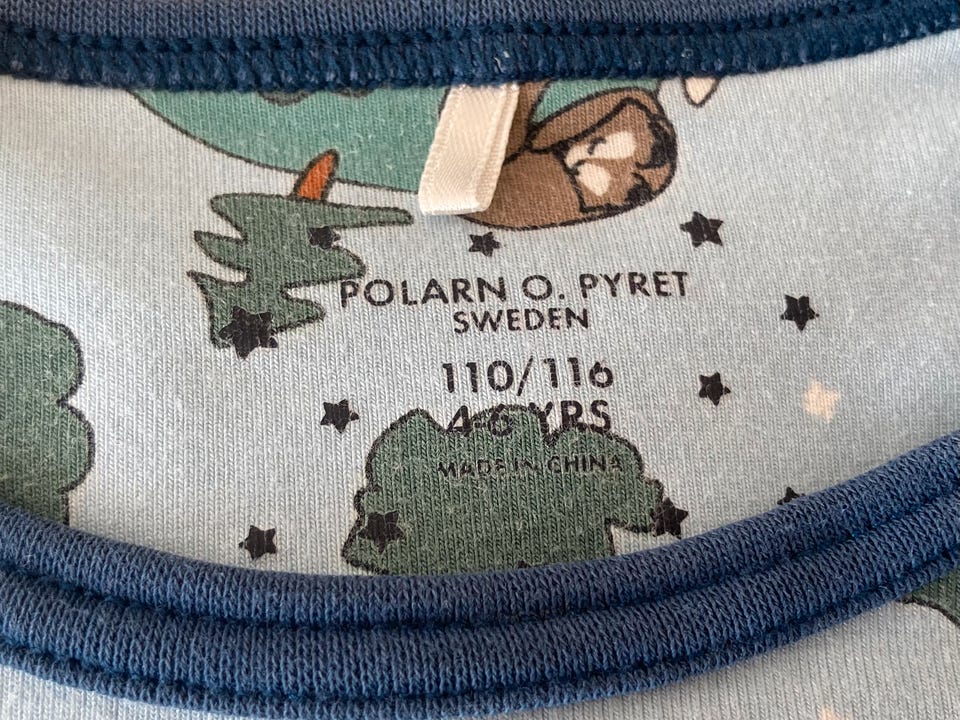 POLARN O. PYRET
SWEDEN
110/116
4-6 YRS
MADE IN CHINA